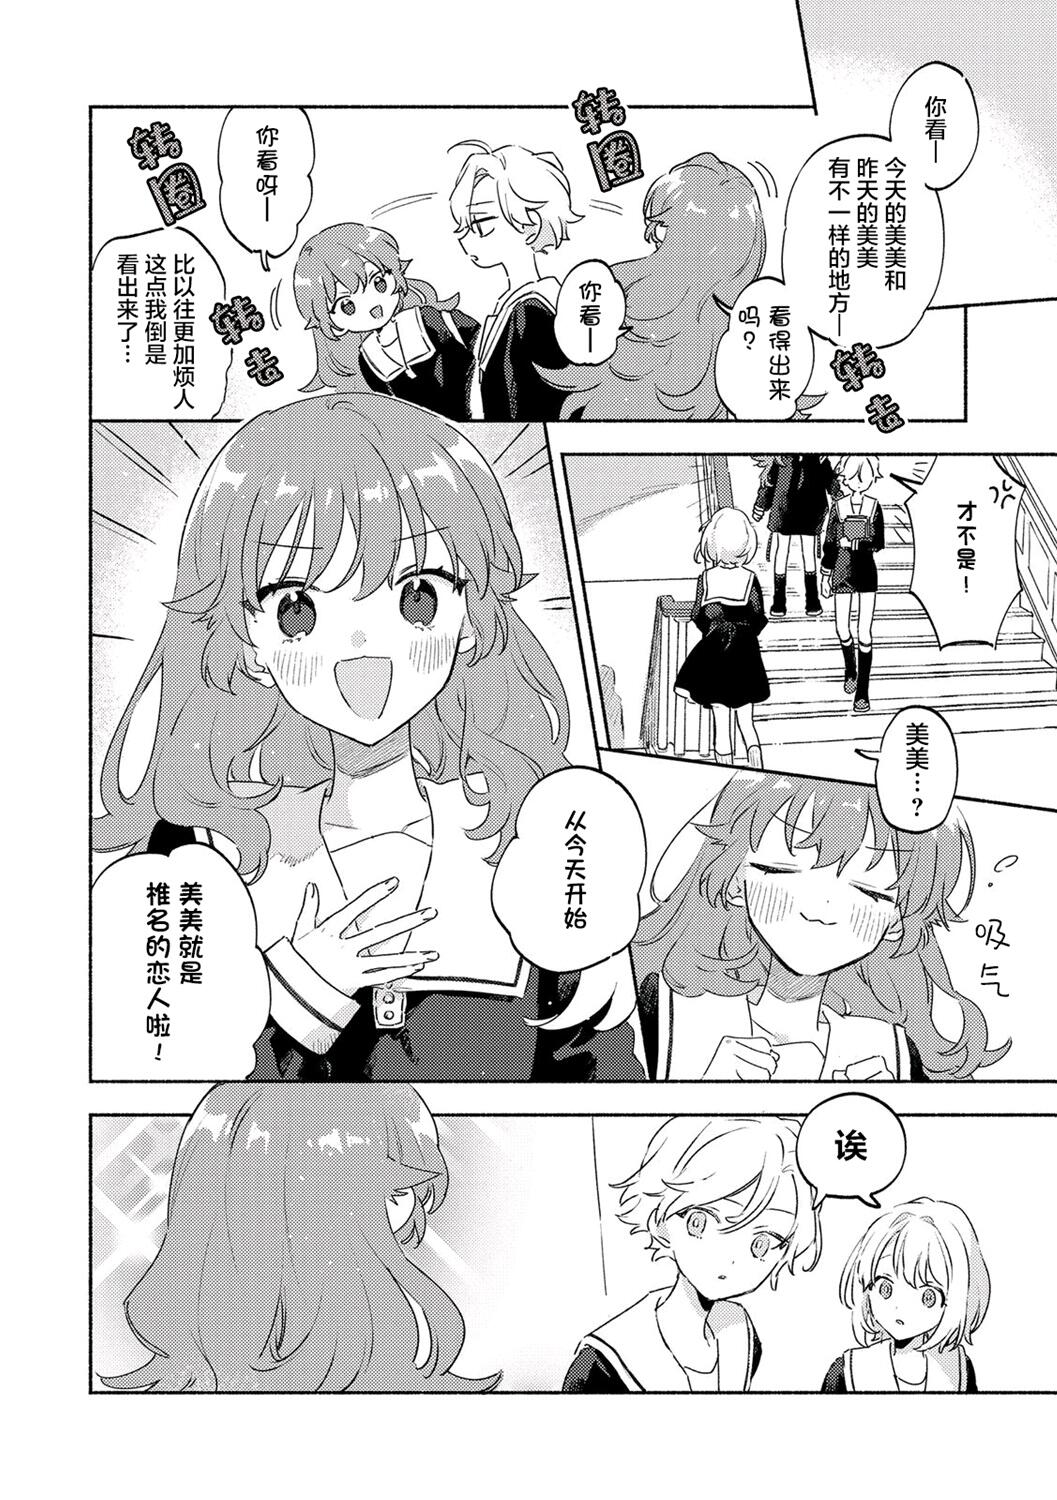 你看—
今天的美美和
昨天的美美
有不一样的地方—
看得出来
吗？
转圈
你看—
你看呀—
转圈
转去
转去
比以往更加烦人
这点我倒是
看出来了…
才不是！
美美…？
吸气
从今天开始
美美就是
椎名的恋人啦！
诶